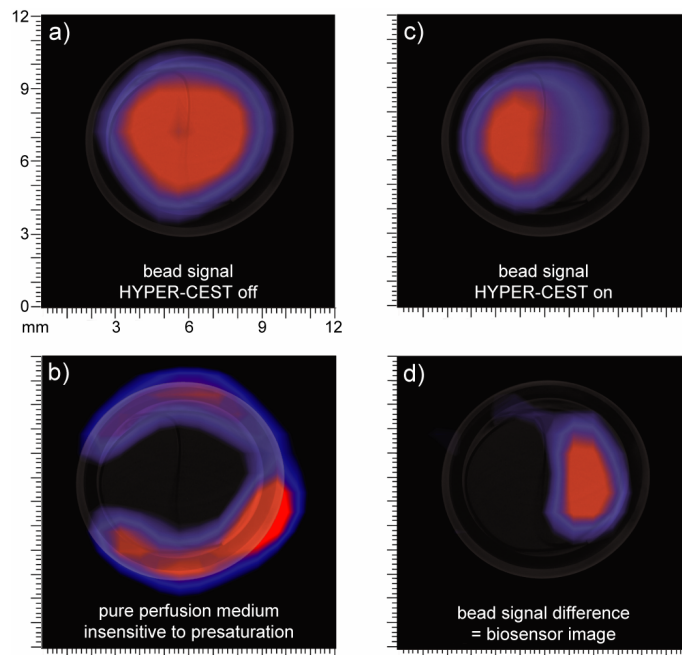 12
a)
9
6
3
0
bead signal
HYPER-CEST off
mm 3 6 9 12
c)
bead signal
HYPER-CEST on
b)
pure perfusion medium
insensitive to presaturation
d)
bead signal difference
= biosensor image